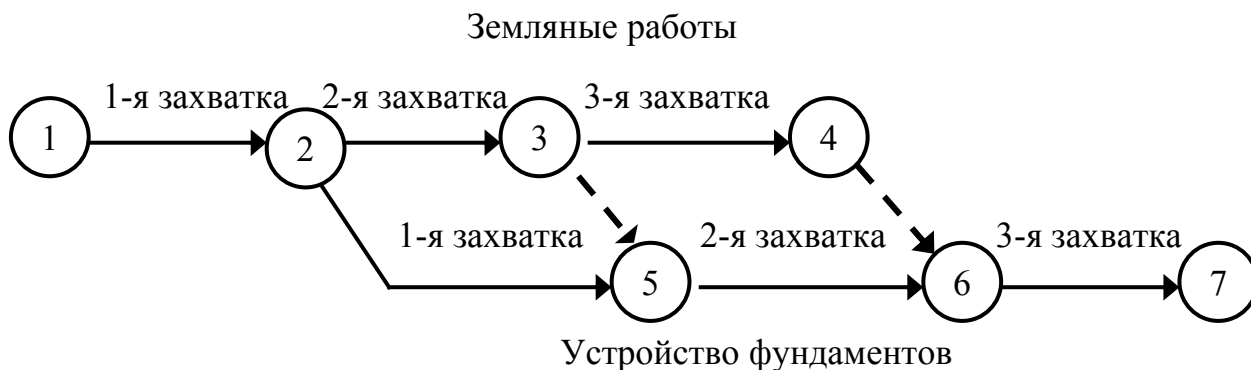 Земляные работы
1-я захватка 2-я захватка 3-я захватка
1 2 3 4
1-я захватка 2-я захватка 3-я захватка
5 6 7
Устройство фундаментов